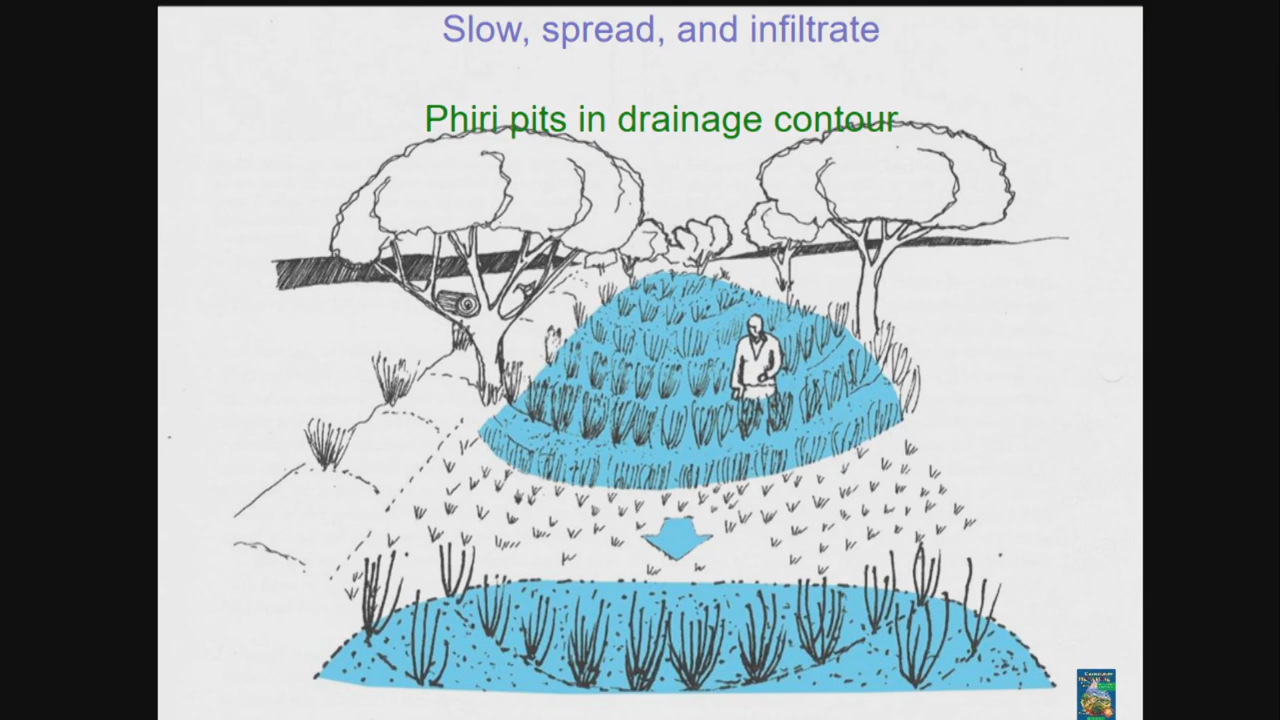 Slow, spread, and infiltrate
Phiri pits in drainage contour